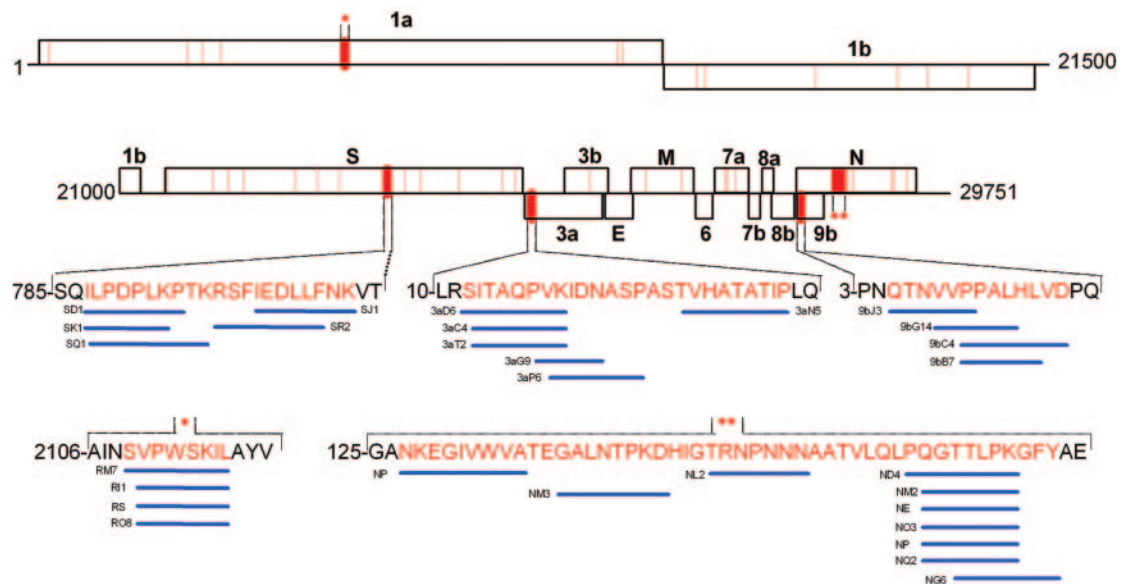 *
1a
1
1b
21500
1b S 3b M 7a 8a N
21000
29751
3a E 6 7b 8b 9b
**
785-SQILPDPLKPTKRSFIEDLLFNKVT
10-LRSITAQPVKIDNASPASTVHATATIPLQ
3-PNQTNVVPPALHLVDPQ
SD1 SJ1
SK1 SR2
SQ1
3aD6 3aN5
3aC4
3aT2
3aG9
3aP6
9bJ3
9bG14
9bC4
9bB7
*
2106-AINSVPWSKILAYV
RM7
RI1
RS
RO8
**
125-GANKEGIVWVATEGALNTPKDHIGTRNPNNNAATVLQLPQGTTLPKGFYAE
NP NL2 ND4
NM3 NM2
NE
NO3
NP
NQ2
NG6